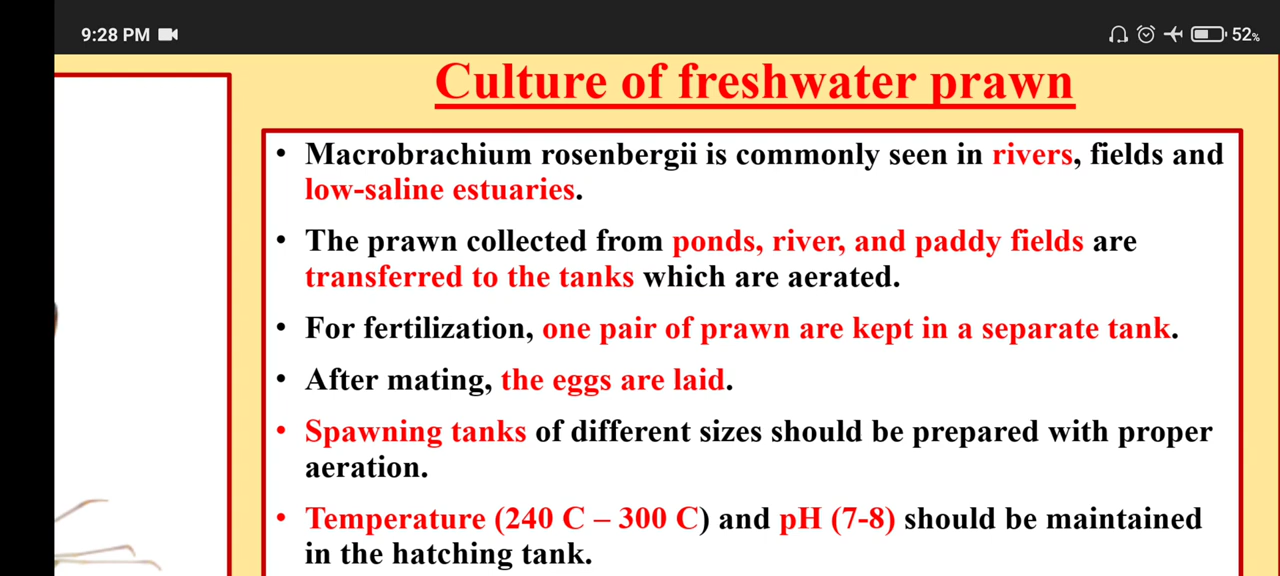 9:28 PM
52%
Culture of freshwater prawn
• Macrobrachium rosenbergii is commonly seen in rivers, fields and
low-saline estuaries.
• The prawn collected from ponds, river, and paddy fields are
transferred to the tanks which are aerated.
• For fertilization, one pair of prawn are kept in a separate tank.
• After mating, the eggs are laid.
• Spawning tanks of different sizes should be prepared with proper
aeration.
• Temperature (240 C – 300 C) and pH (7-8) should be maintained
in the hatching tank.